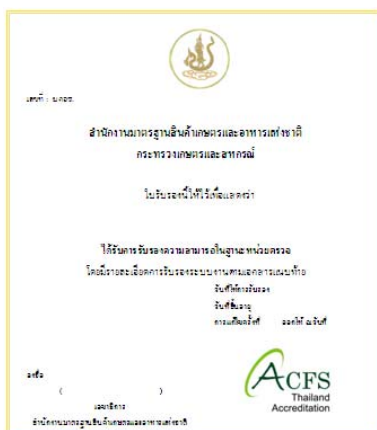 เลขที่ : มกอช.
สำนักงานมาตรฐานสินค้าเกษตรและอาหารแห่งชาติ
กระทรวงเกษตรและสหกรณ์
ใบรับรองนี้ให้ไว้เพื่อแสดงว่า
ได้รับการรับรองความสามารถในฐานะหน่วยตรวจ
โดยมีรายละเอียดการรับรองระบบงานตามเอกสารแนบท้าย
วันที่ให้การรับรอง
วันที่สิ้นอายุ
การแก้ไขครั้งที่ ออกให้ ณ วันที่
ลงชื่อ
( )
เลขาธิการ
สำนักงานมาตรฐานสินค้าเกษตรและอาหารแห่งชาติ
ACFS
Thailand
Accreditation